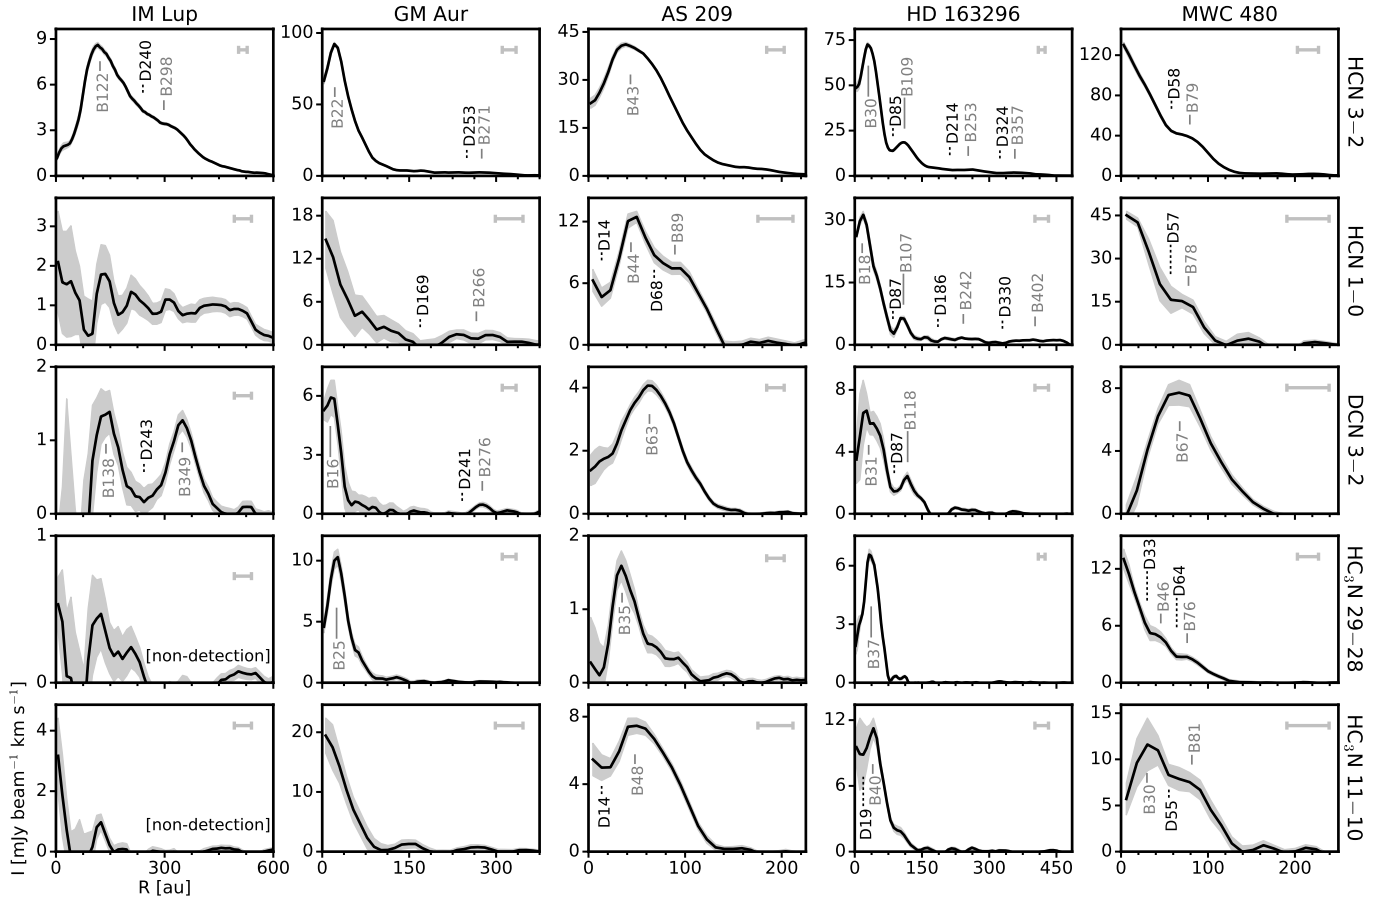 IM Lup GM Aur AS 209 HD 163296 MWC 480
9 6 3 0 B122 D240 B298
100 50 0 B22 D253 B271
45 30 15 0 B43
75 50 25 0 B30 D85 B109 D214 B253 D324 B357
120 80 40 0 D58 B79
HCN 3−2
3 2 1 0
18 12 6 0 D169 B266
12 6 0 D14 B44 D68 B89
30 15 0 B18 D87 B107 D186 B242 D330 B402
45 30 15 0 D57 B78
HCN 1−0
2 1 0 B138 D243 B349
6 4 2 0 B16 D241 B276
4 2 0 B63
8 4 0 B31 D87 B118
8 4 0 B67
DCN 3−2
1 0 [non-detection]
10 5 0 B25
2 1 0 B35
6 3 0 B37
12 6 0 D33 B46 D64 B76
HC₃N 29−28
4 2 0 [non-detection]
20 10 0
8 4 0 D14 B48
12 6 0 D19 B40
15 10 5 0 B30 D55 B81
HC₃N 11−10
I [mJy beam⁻¹ km s⁻¹]
0 300 600
0 150 300
0 100 200
0 150 300 450
0 100 200
R [au]